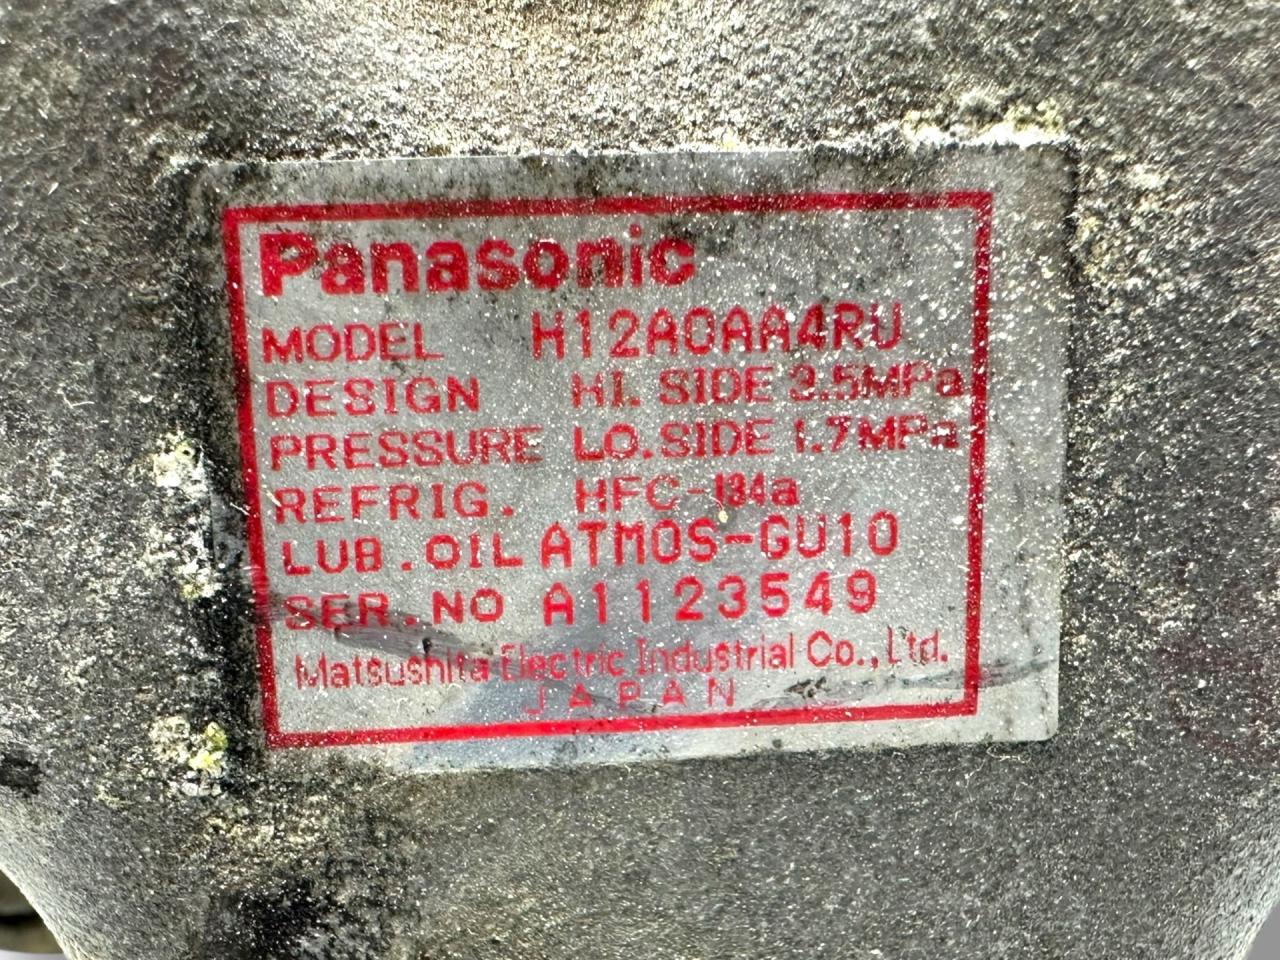 Panasonic
MODEL H12A0AA4RU
DESIGN HI. SIDE 3.5MPa
PRESSURE LO.SIDE 1.7MPa
REFRIG. HFC-134a
LUB.OIL ATMOS-GU10
SER.NO A1123549
Matsushita Electric Industrial Co., Ltd.
JAPAN